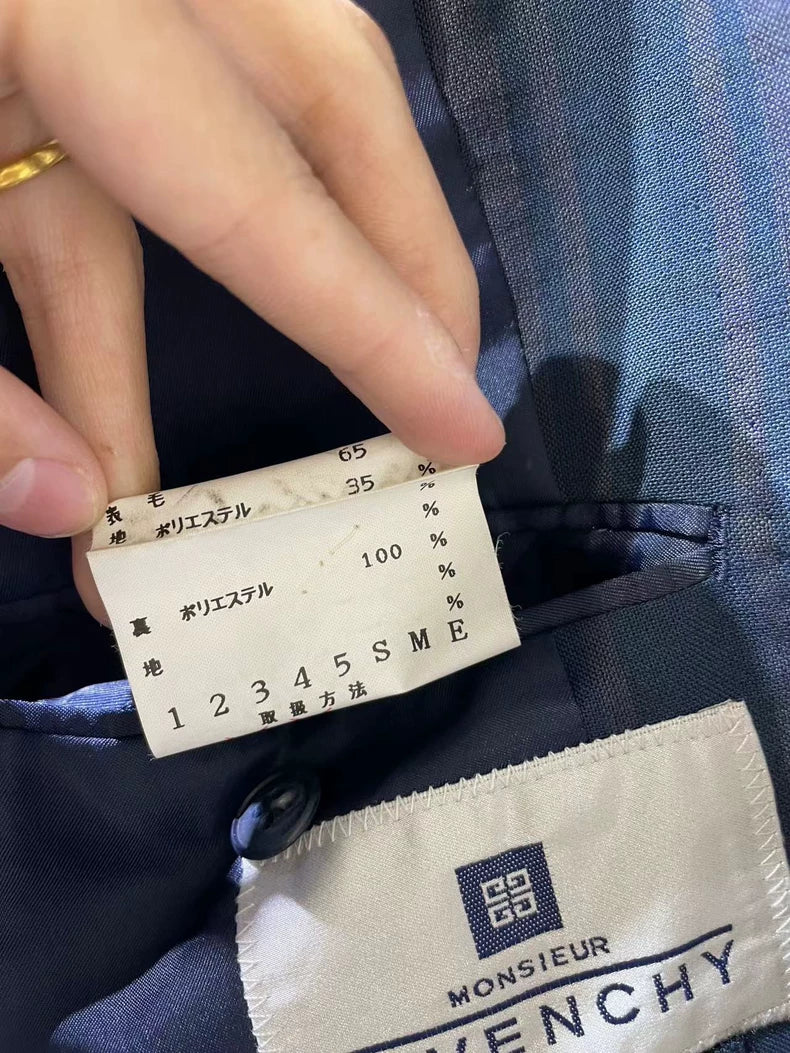 表 毛 65 %
地 ポリエステル 35 %
%
100 %
裏 ポリエステル %
地 %
1 2 3 4 5 S M E
取扱方法
MONSIEUR
VENCHY